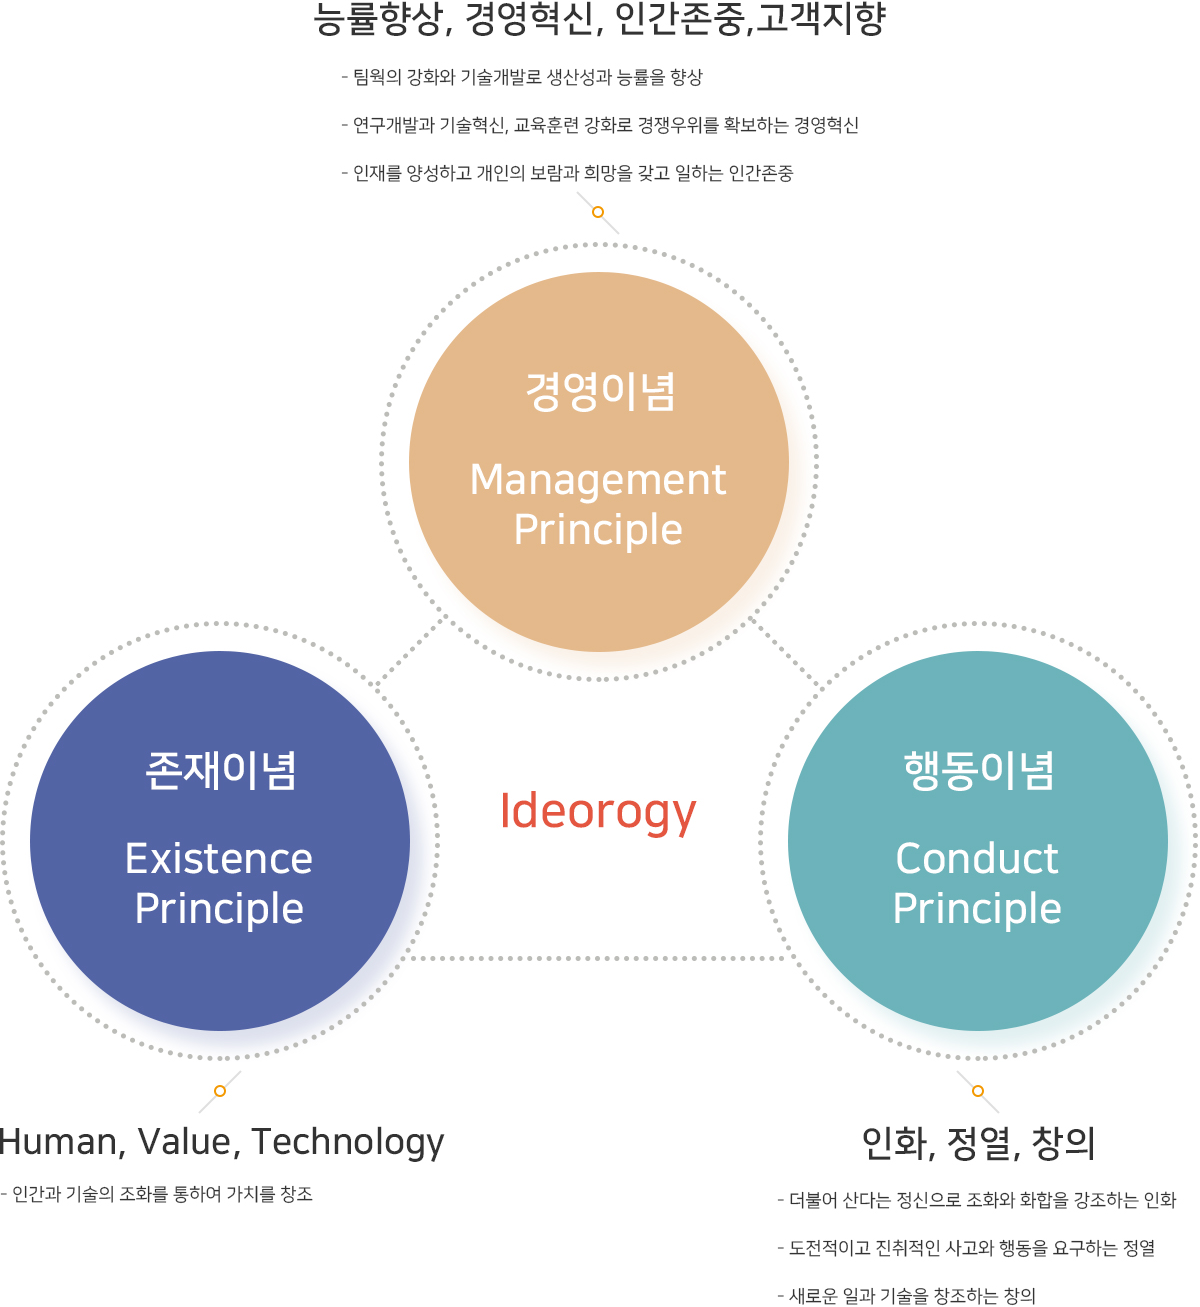 능률향상, 경영혁신, 인간존중,고객지향
- 팀웍의 강화와 기술개발로 생산성과 능률을 향상
- 연구개발과 기술혁신, 교육훈련 강화로 경쟁우위를 확보하는 경영혁신
- 인재를 양성하고 개인의 보람과 희망을 갖고 일하는 인간존중
경영이념
Management
Principle
존재이념
Existence
Principle
Ideorogy
행동이념
Conduct
Principle
Human, Value, Technology
- 인간과 기술의 조화를 통하여 가치를 창조
인화, 정열, 창의
- 더불어 산다는 정신으로 조화와 화합을 강조하는 인화
- 도전적이고 진취적인 사고와 행동을 요구하는 정열
- 새로운 일과 기술을 창조하는 창의